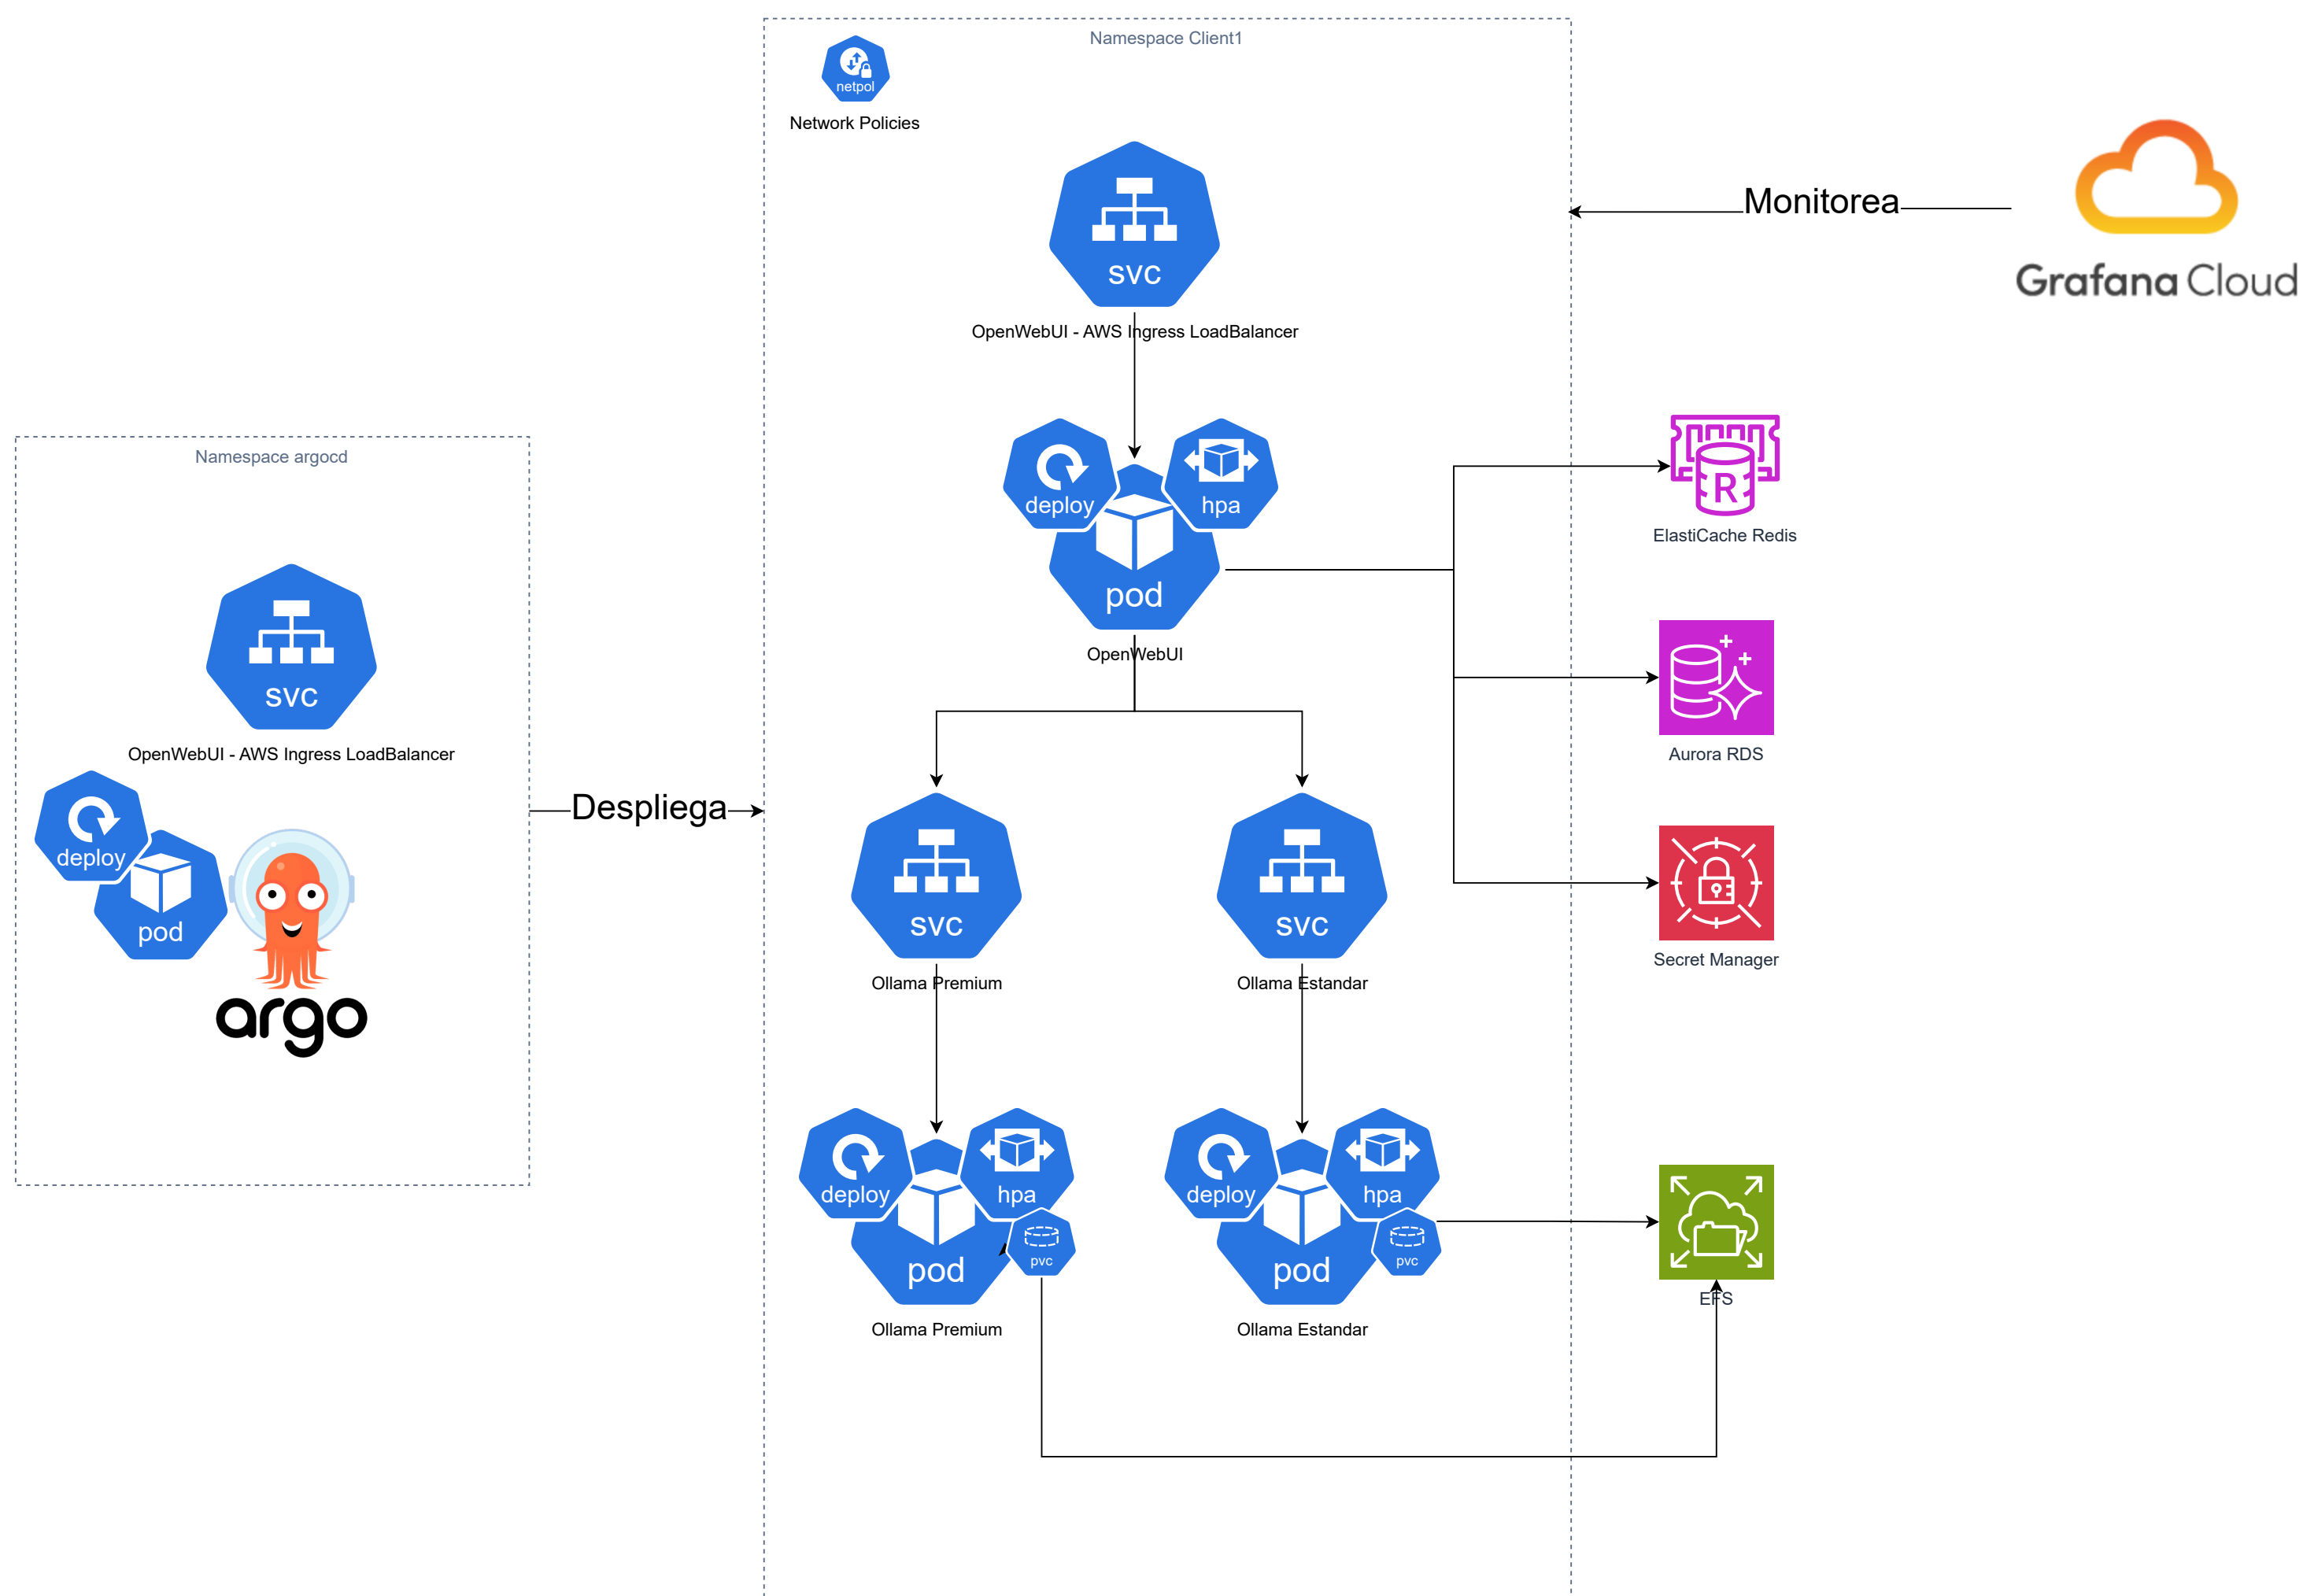 Namespace Client1
netpol
Network Policies
svc
OpenWebUI - AWS Ingress LoadBalancer
Monitorea
Grafana Cloud
deploy
hpa
pod
OpenWebUI
ElastiCache Redis
R
Aurora RDS
Secret Manager
Namespace argocd
svc
OpenWebUI - AWS Ingress LoadBalancer
deploy
pod
argo
Despliega
svc
Ollama Premium
svc
Ollama Estandar
deploy
hpa
pod
pvc
Ollama Premium
deploy
hpa
pod
pvc
Ollama Estandar
EFS